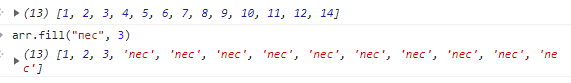 (13) [1, 2, 3, 4, 5, 6, 7, 8, 9, 10, 11, 12, 14]
arr.fill("nec", 3)
(13) [1, 2, 3, 'nec', 'nec', 'nec', 'nec', 'nec', 'nec', 'nec', 'nec', 'nec', 'ne
c']